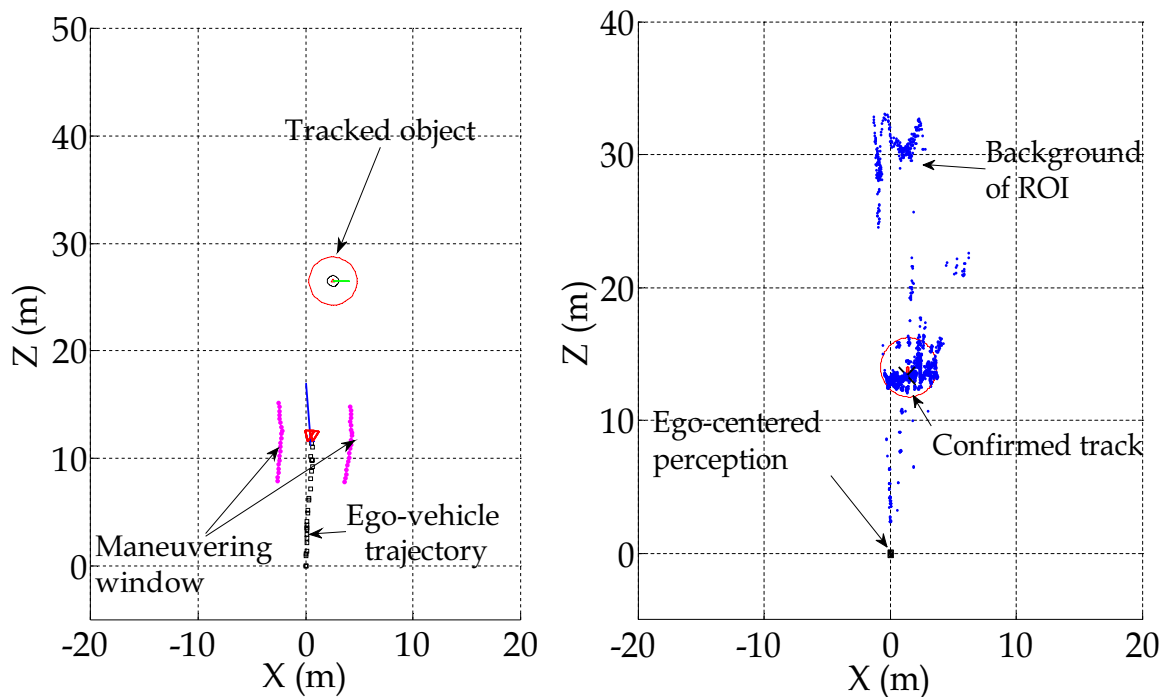 50
40
30
20
10
0
-20
-10
0
10
20
Z (m)
X (m)
Tracked object
Maneuvering
window
Ego-vehicle
trajectory
40
30
20
10
0
-20
-10
0
10
20
Z (m)
X (m)
Background
of ROI
Ego-centered
perception
Confirmed track